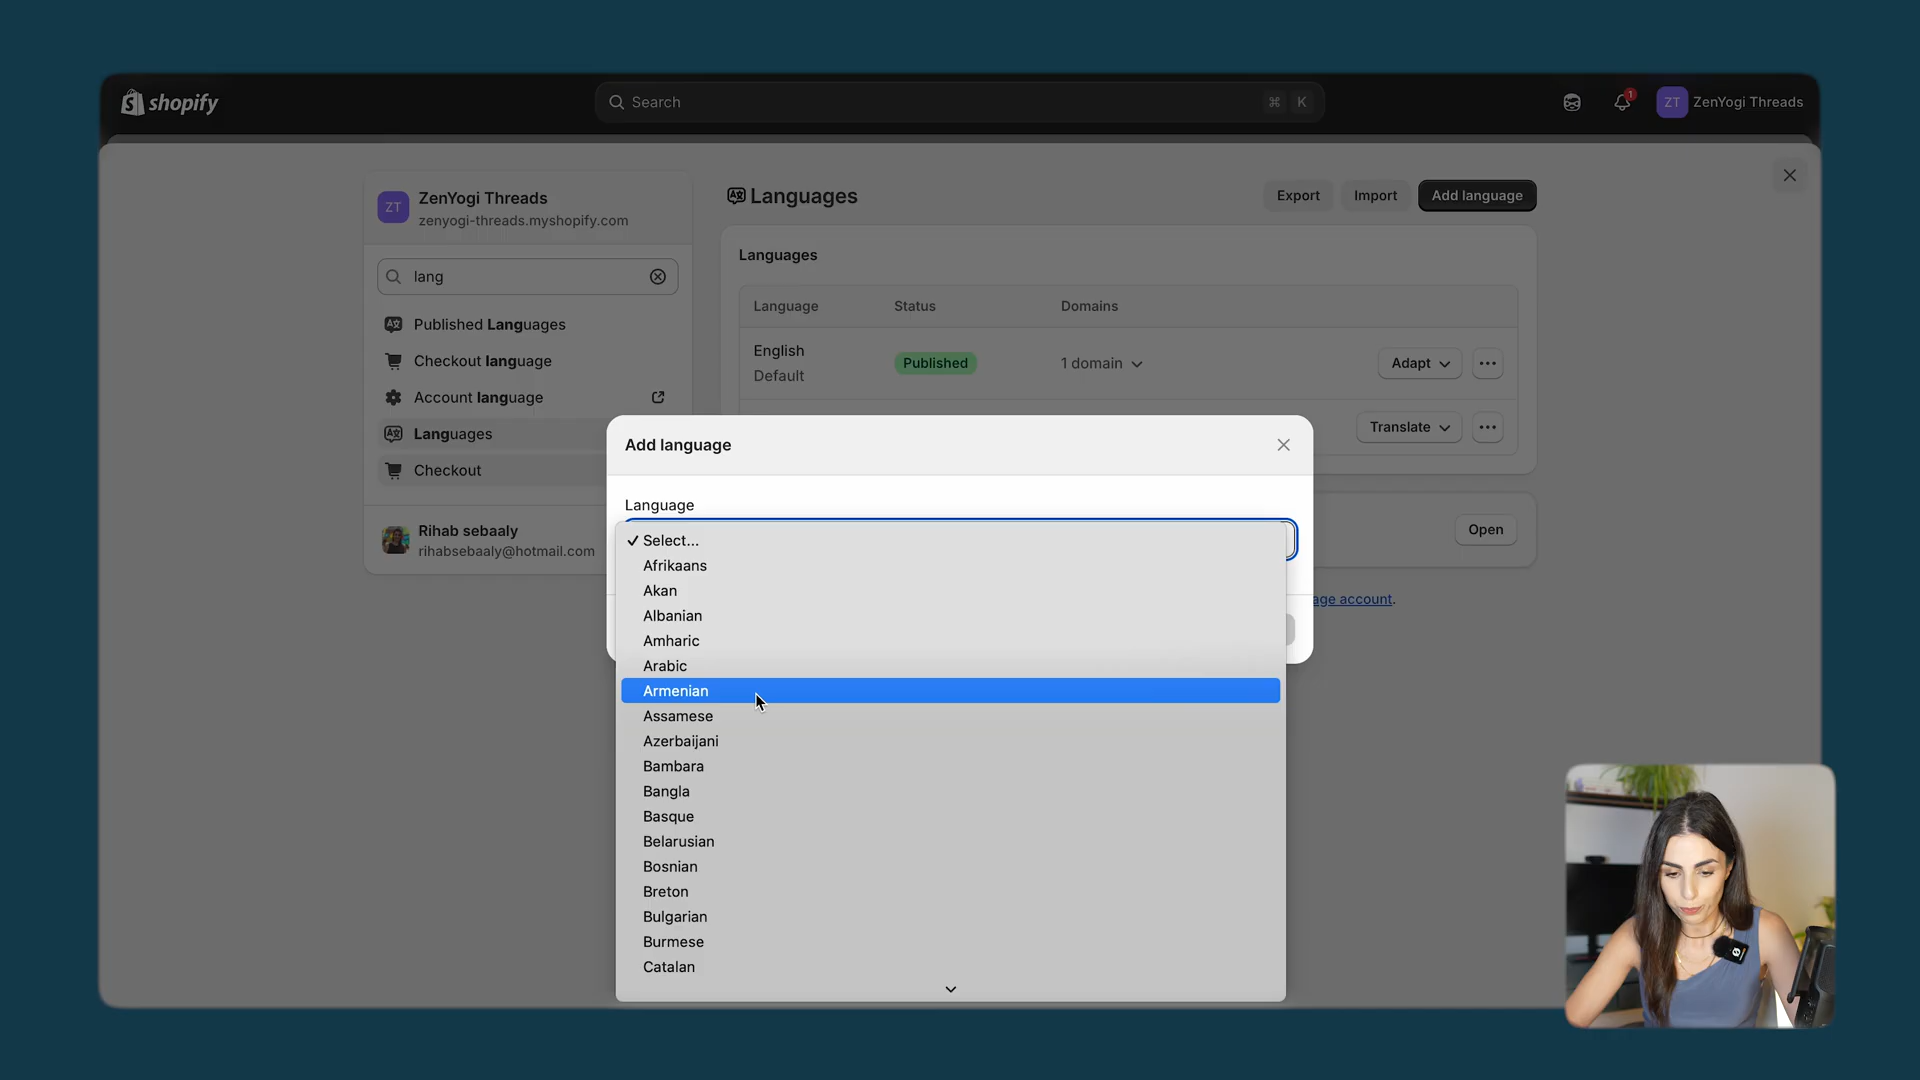 shopify
Search
⌘ K
1
ZT
ZenYogi Threads
ZT
ZenYogi Threads
zenyogi-threads.myshopify.com
lang
Published Languages
Checkout language
Account language
Languages
Checkout
Rihab sebaaly
rihabsebaaly@hotmail.com
Languages
Export
Import
Add language
Languages
Language
Status
Domains
English
Default
Published
1 domain
Adapt
Translate
Open
age account.
Add language
Language
✓ Select...
Afrikaans
Akan
Albanian
Amharic
Arabic
Armenian
Assamese
Azerbaijani
Bambara
Bangla
Basque
Belarusian
Bosnian
Breton
Bulgarian
Burmese
Catalan